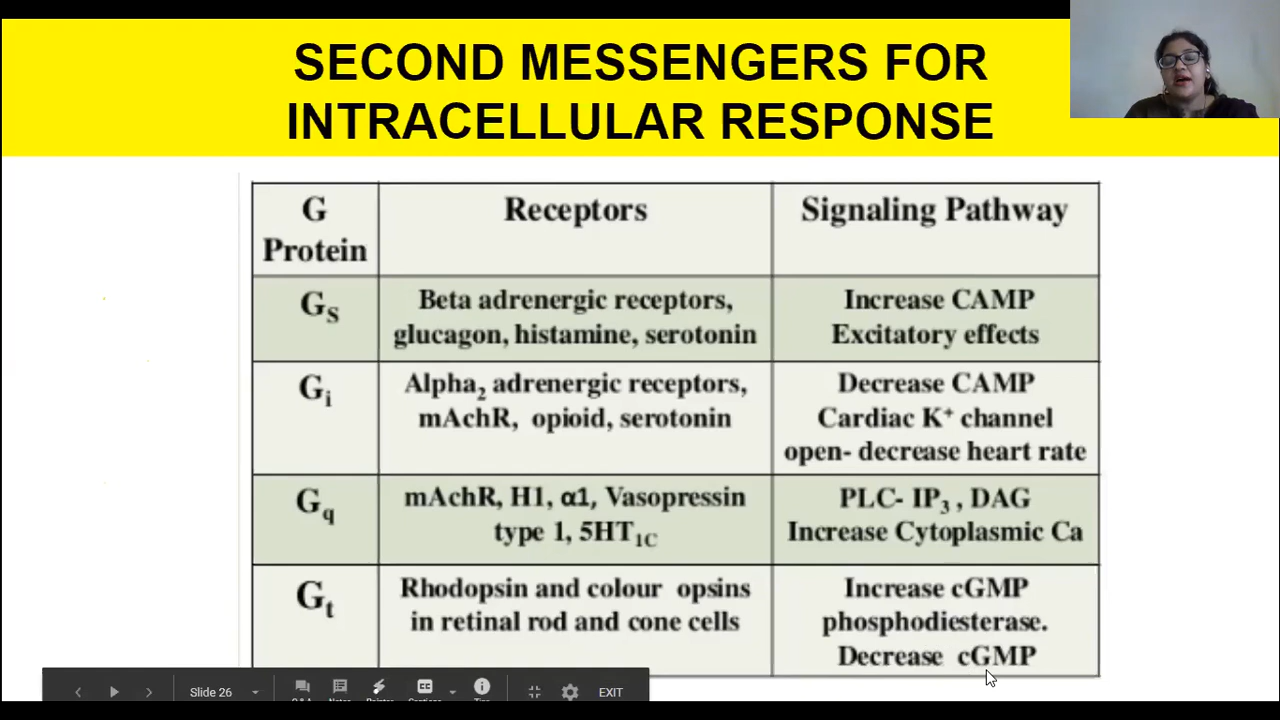 SECOND MESSENGERS FOR
INTRACELLULAR RESPONSE
G
Protein
Receptors
Signaling Pathway
Gs
Beta adrenergic receptors,
glucagon, histamine, serotonin
Increase CAMP
Excitatory effects
Gi
Alpha2 adrenergic receptors,
mAchR, opioid, serotonin
Decrease CAMP
Cardiac K+ channel
open- decrease heart rate
Gq
mAchR, H1, α1, Vasopressin
type 1, 5HT1C
PLC- IP3 , DAG
Increase Cytoplasmic Ca
Gt
Rhodopsin and colour opsins
in retinal rod and cone cells
Increase cGMP
phosphodiesterase.
Decrease cGMP
Slide 26
EXIT